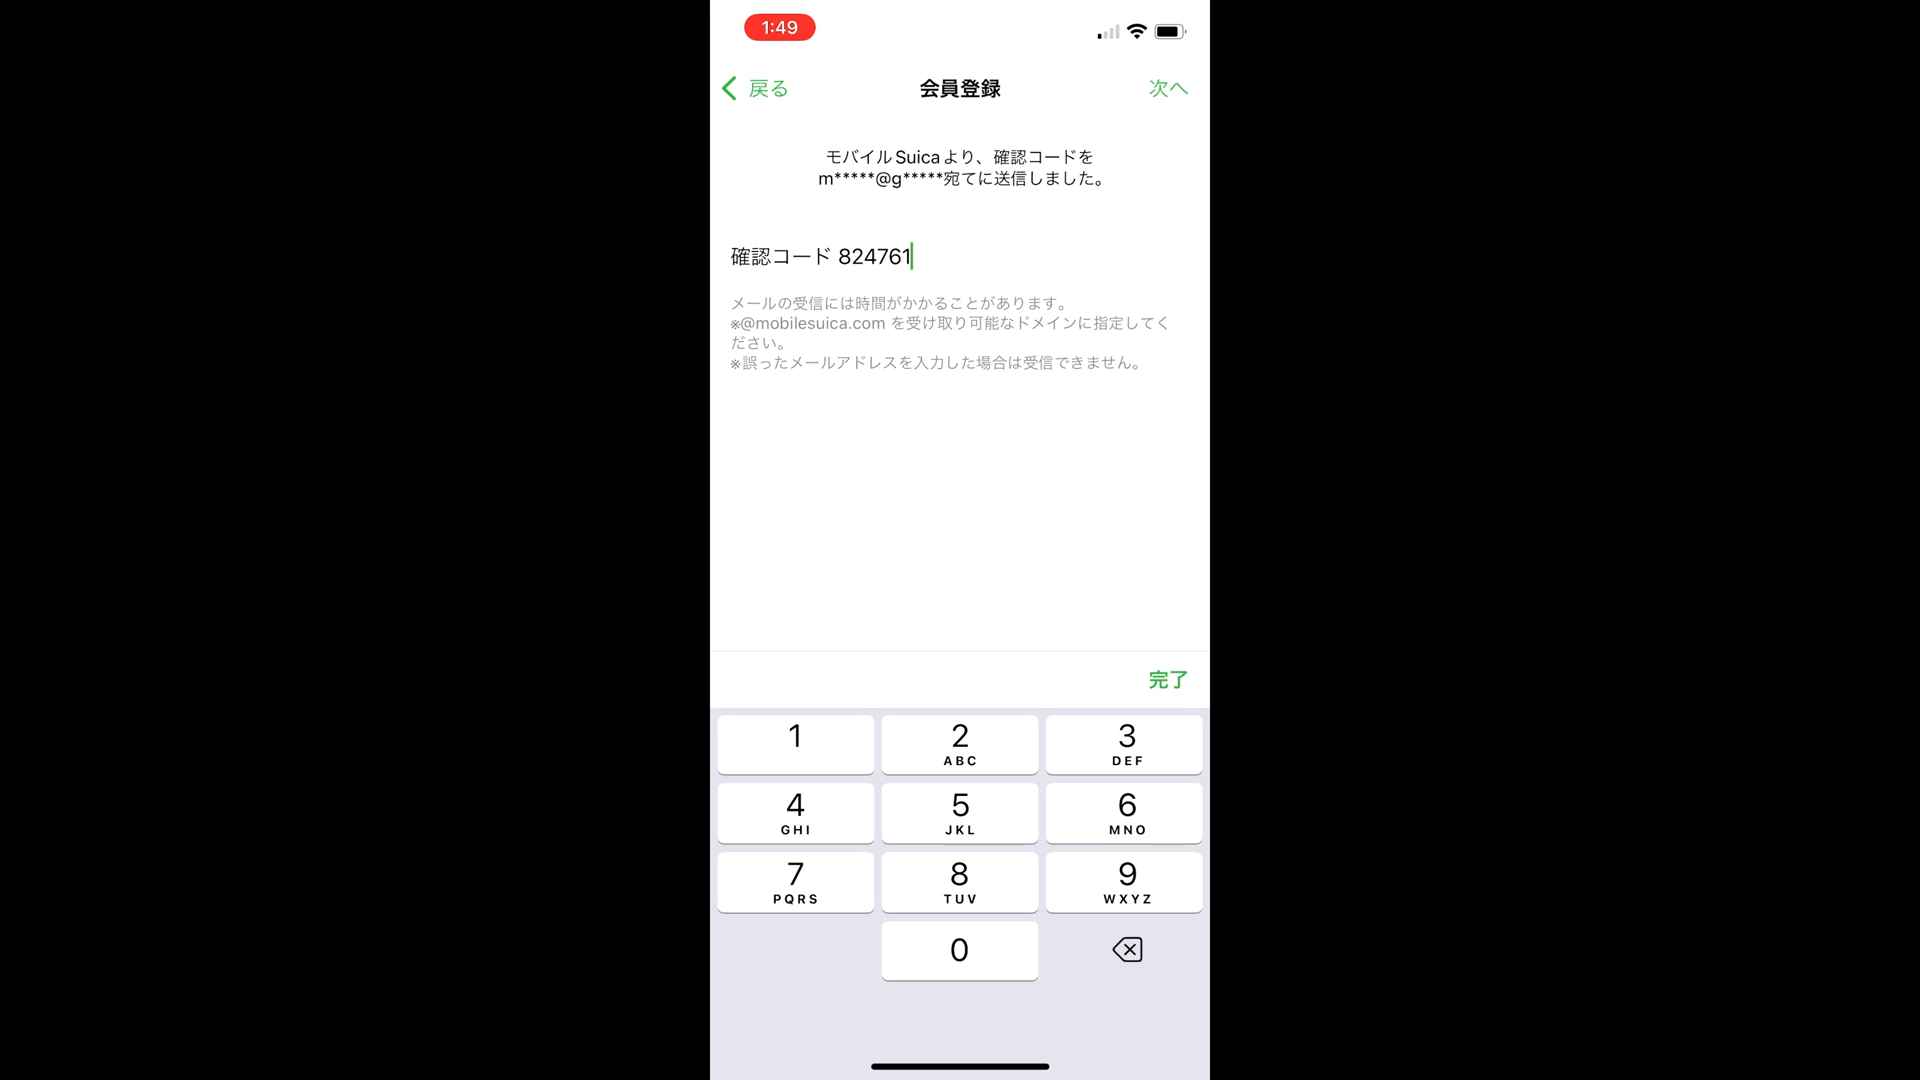 1:49
戻る 会員登録 次へ
モバイルSuicaより、確認コードを
m*****@g*****宛てに送信しました。
確認コード 824761
メールの受信には時間がかかることがあります。
※@mobilesuica.com を受け取り可能なドメインに指定してく
ださい。
※誤ったメールアドレスを入力した場合は受信できません。
完了
1 2 3
ABC DEF
4 5 6
GHI JKL MNO
7 8 9
PQRS TUV WXYZ
0